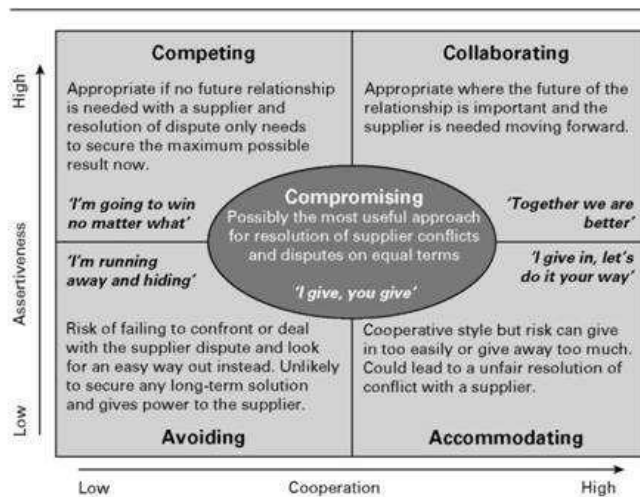 Competing
Appropriate if no future relationship
is needed with a supplier and
resolution of dispute only needs
to secure the maximum possible
result now.
'I'm going to win
no matter what'
Collaborating
Appropriate where the future of the
relationship is important and the
supplier is needed moving forward.
'Together we are
better'
Compromising
Possibly the most useful approach
for resolution of supplier conflicts
and disputes on equal terms
'I give, you give'
'I'm running
away and hiding'
Risk of failing to confront or deal
with the supplier dispute and look
for an easy way out instead. Unlikely
to secure any long-term solution
and gives power to the supplier.
Avoiding
'I give in, let's
do it your way'
Cooperative style but risk can give
in too easily or give away too much.
Could lead to a unfair resolution of
conflict with a supplier.
Accommodating
High
Assertiveness
Low
Low
Cooperation
High